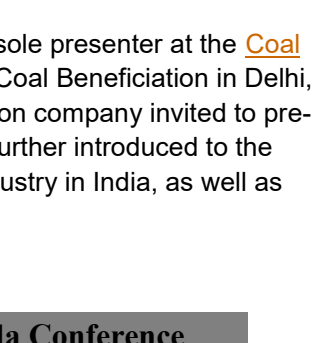 sole presenter at the Coal
Coal Beneficiation in Delhi,
on company invited to pre-
urther introduced to the
ustry in India, as well as
la Conference